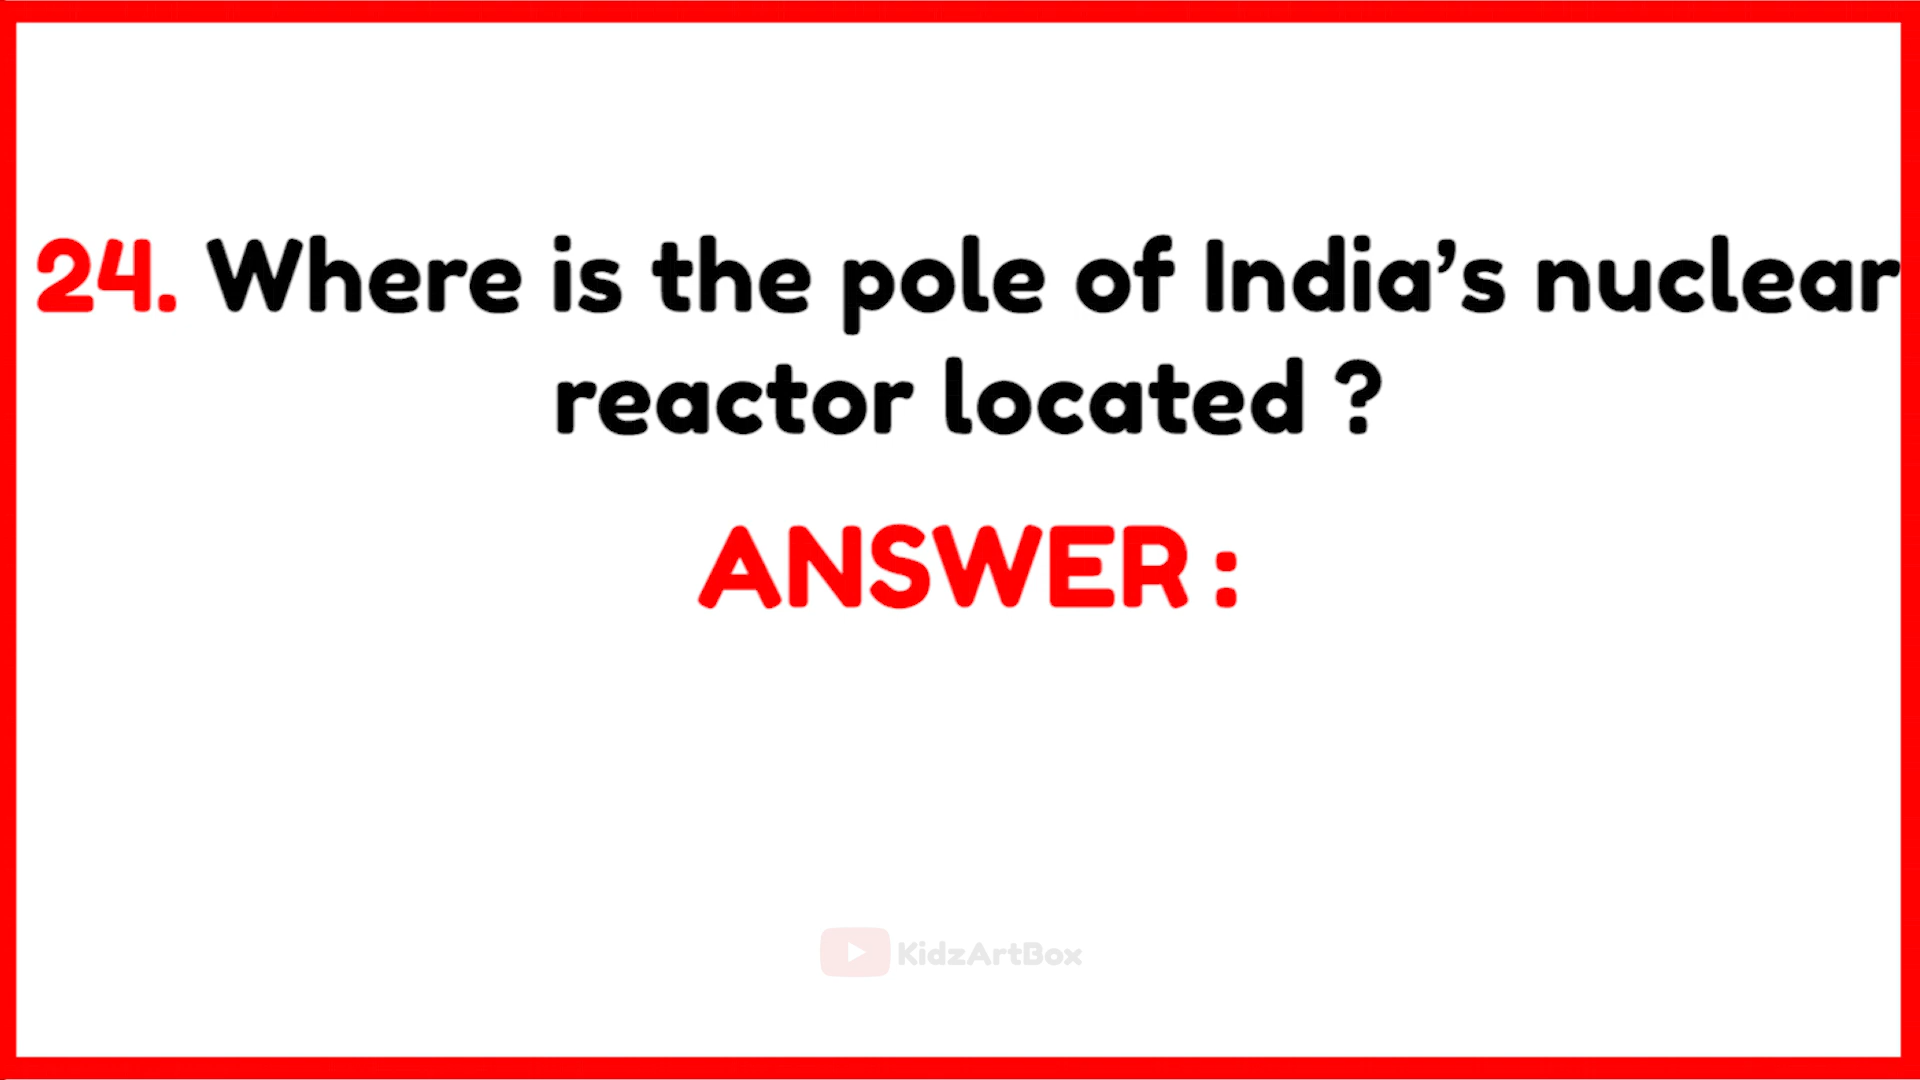 24. Where is the pole of India’s nuclear
reactor located ?
ANSWER :
KidzArtBox